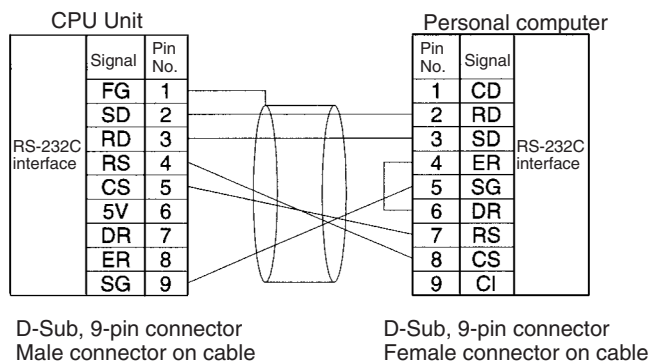 CPU Unit
Personal computer
Signal Pin No.
FG 1
SD 2
RD 3
RS 4
CS 5
5V 6
DR 7
ER 8
SG 9
RS-232C interface
Pin No. Signal
1 CD
2 RD
3 SD
4 ER
5 SG
6 DR
7 RS
8 CS
9 CI
RS-232C interface
D-Sub, 9-pin connector
Male connector on cable
D-Sub, 9-pin connector
Female connector on cable